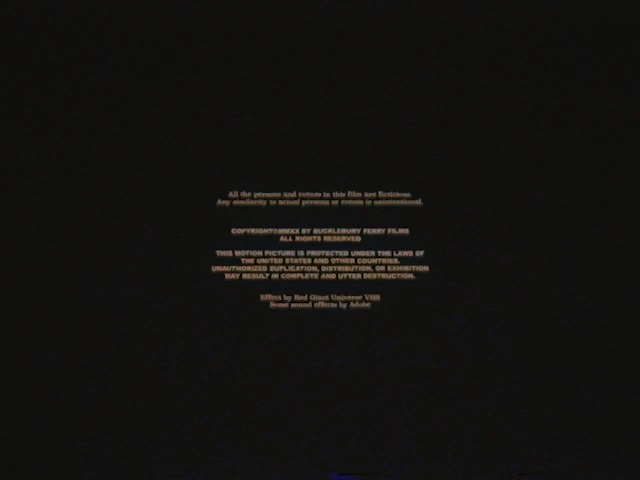 All the persons and events in this film are ficticious.
Any similarity to actual persons or events is unintentional.
COPYRIGHT©MMXX BY BUCKLEBURY FERRY FILMS
ALL RIGHTS RESERVED
THIS MOTION PICTURE IS PROTECTED UNDER THE LAWS OF
THE UNITED STATES AND OTHER COUNTRIES.
UNAUTHORIZED DUPLICATION, DISTRIBUTION, OR EXHIBITION
MAY RESULT IN COMPLETE AND UTTER DESTRUCTION.
Effect by Red Giant Universe VHS
Some sound effects by Adobe